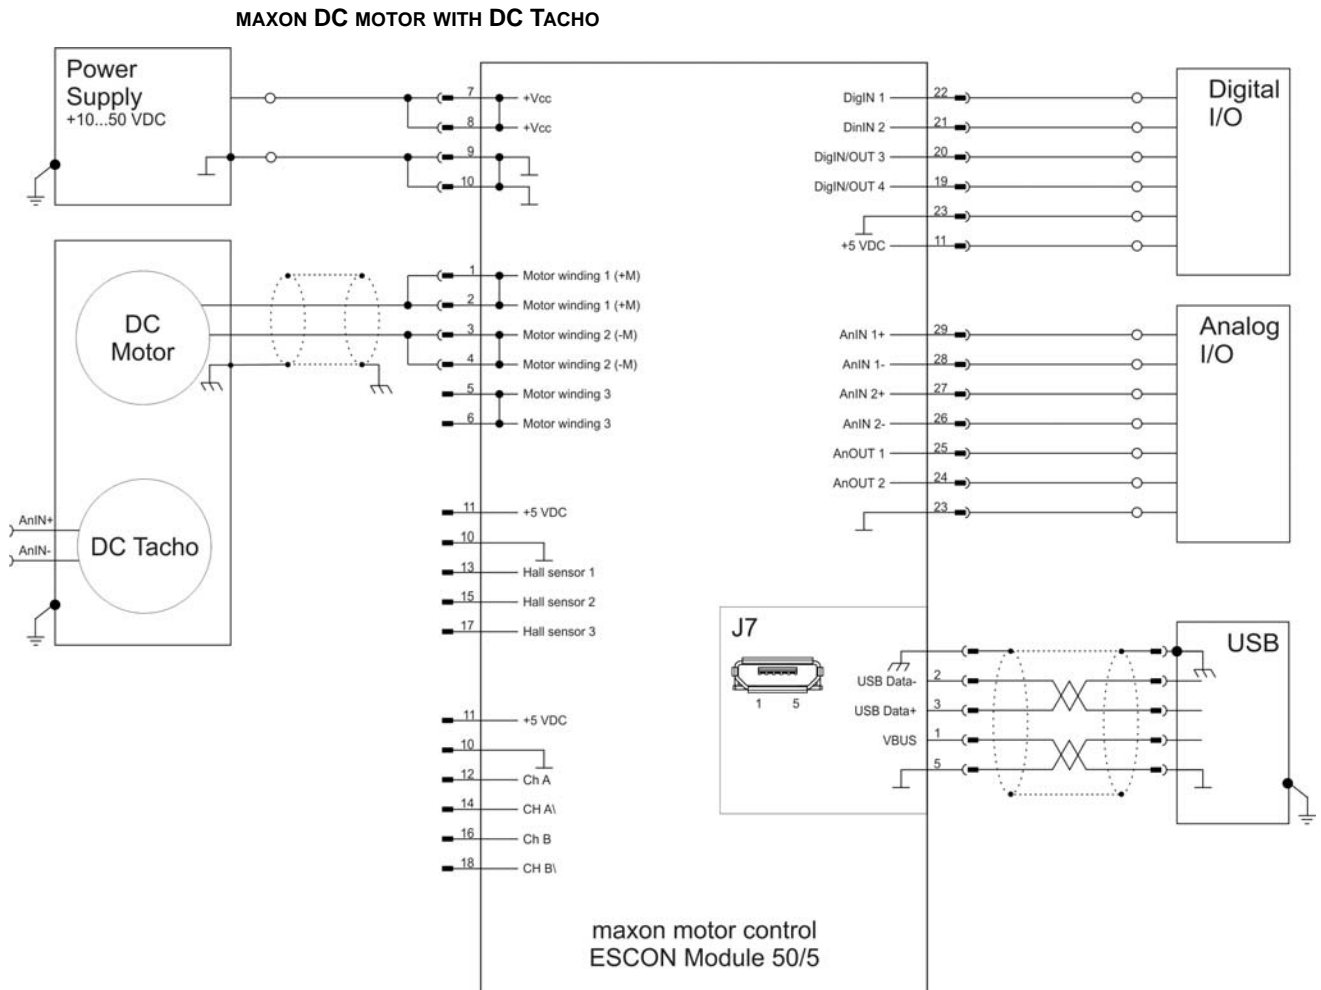 MAXON DC MOTOR WITH DC TACHO
Power
Supply
+10...50 VDC
7 +Vcc
8 +Vcc
9
10
DC
Motor
1 Motor winding 1 (+M)
2 Motor winding 1 (+M)
3 Motor winding 2 (-M)
4 Motor winding 2 (-M)
5 Motor winding 3
6 Motor winding 3
AnIN+
AnIN-
DC Tacho
11 +5 VDC
10
13 Hall sensor 1
15 Hall sensor 2
17 Hall sensor 3
11 +5 VDC
10
12 Ch A
14 CH A\
16 Ch B
18 CH B\
DigIN 1 22
DinIN 2 21
DigIN/OUT 3 20
DigIN/OUT 4 19
23
+5 VDC 11
Digital
I/O
AnIN 1+ 29
AnIN 1- 28
AnIN 2+ 27
AnIN 2- 26
AnOUT 1 25
AnOUT 2 24
23
Analog
I/O
J7
1 5
USB Data- 2
USB Data+ 3
VBUS 1
5
USB
maxon motor control
ESCON Module 50/5